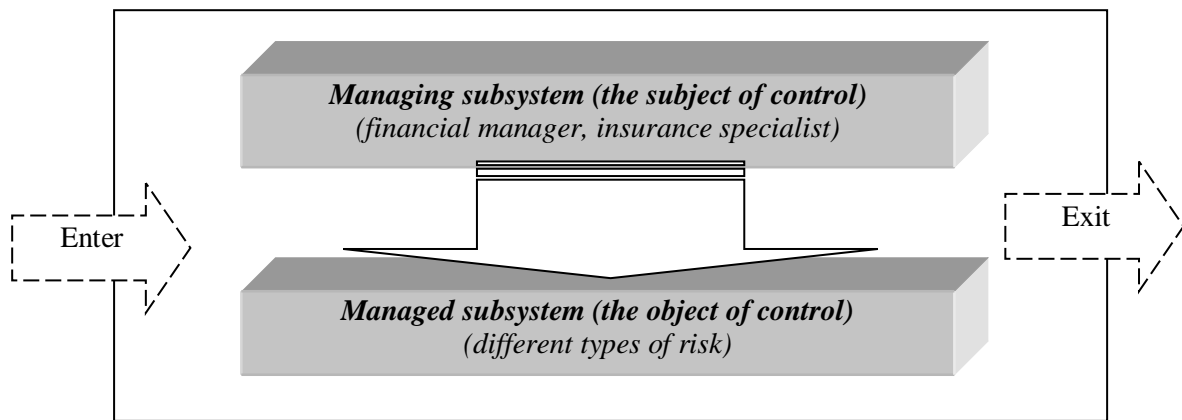 Managing subsystem (the subject of control)
(financial manager, insurance specialist)
Enter
Exit
Managed subsystem (the object of control)
(different types of risk)